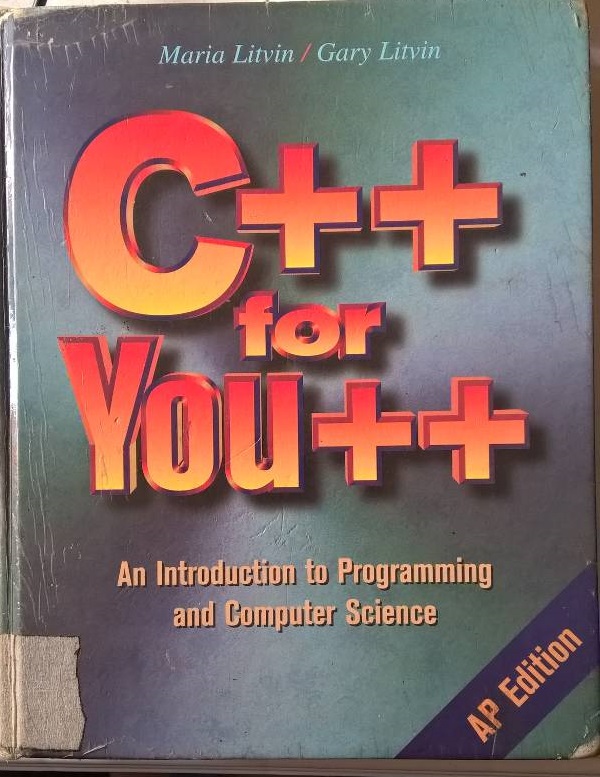 Maria Litvin / Gary Litvin
C++
for
You++
An Introduction to Programming
and Computer Science
AP Edition